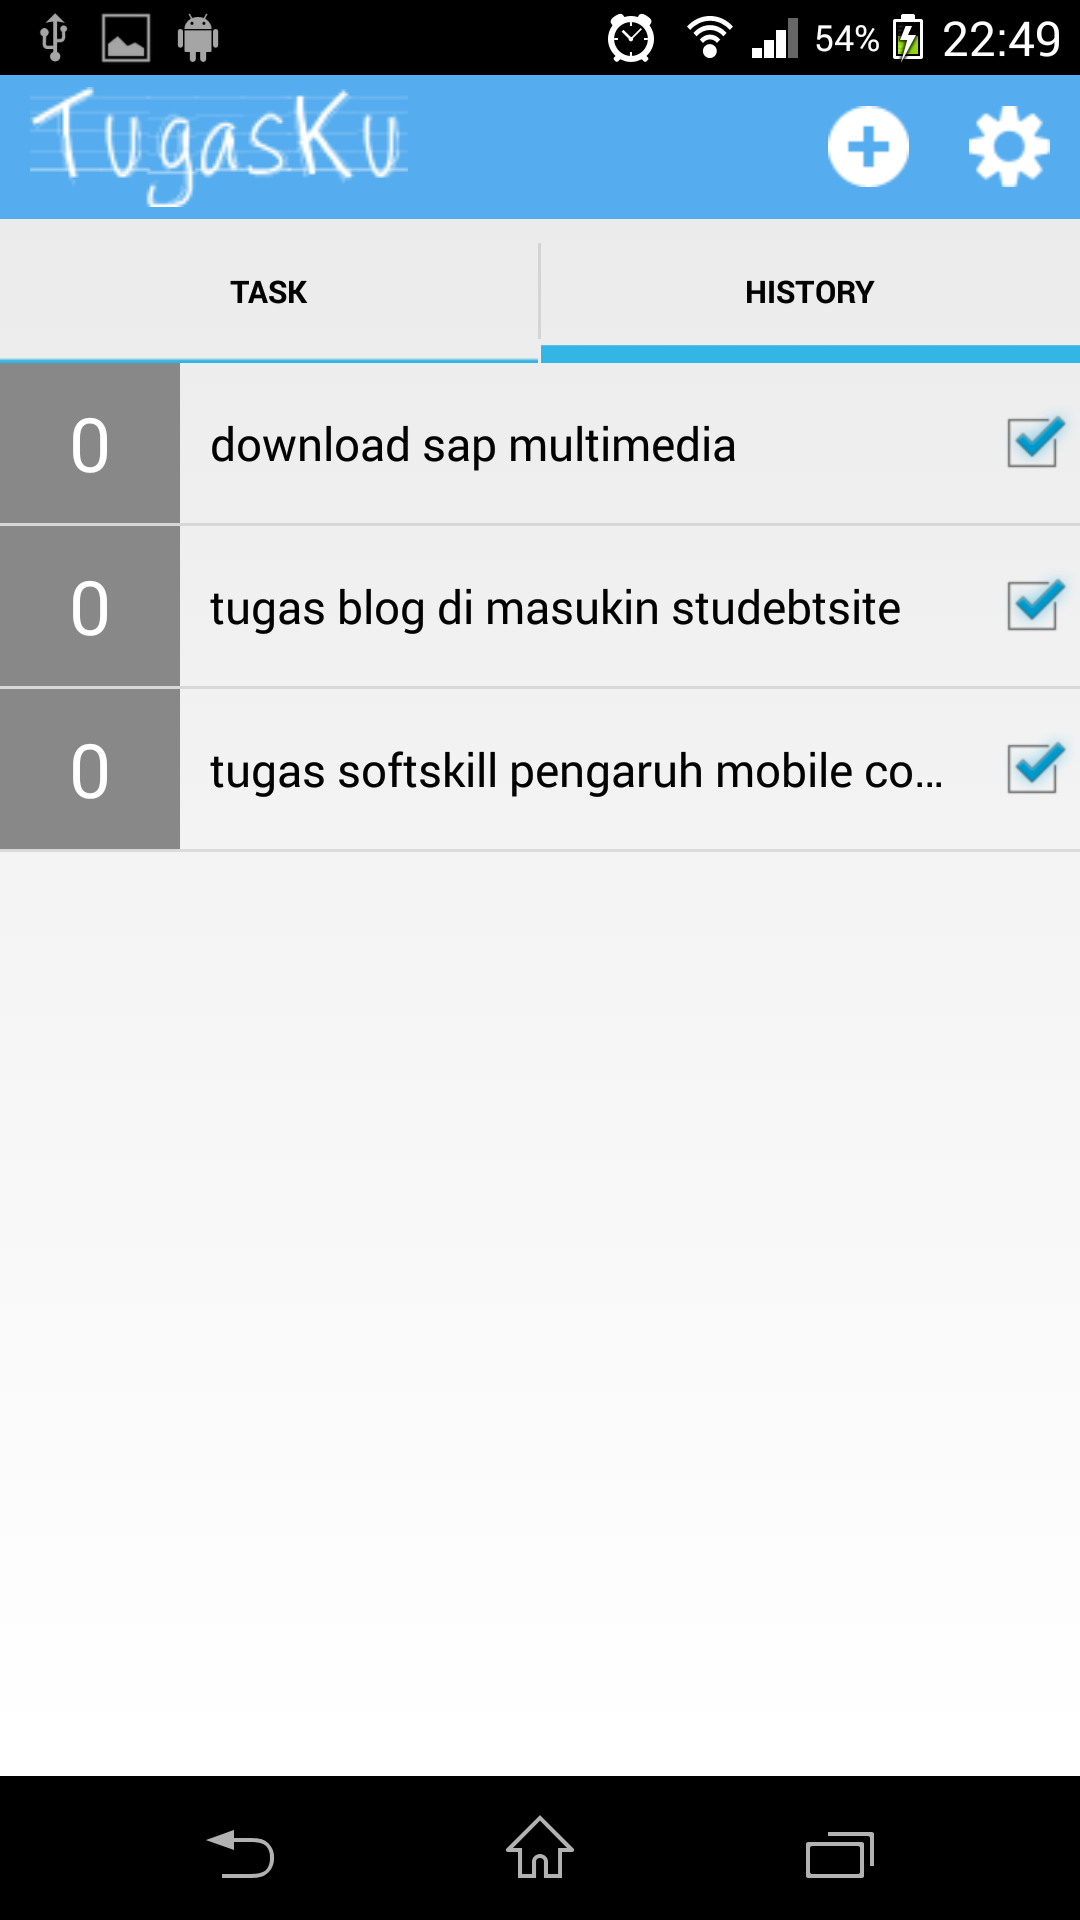 54% 22:49
TugasKu
TASK HISTORY
0 download sap multimedia
0 tugas blog di masukin studebtsite
0 tugas softskill pengaruh mobile co...